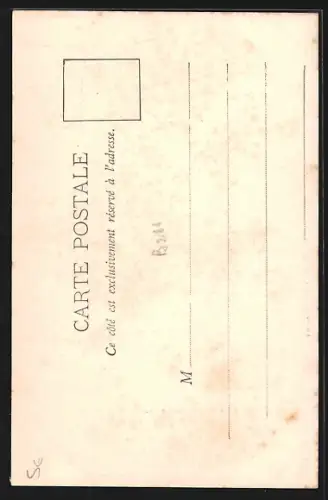 CARTE POSTALE
Ce côté est exclusivement réservé à l'adresse.
M